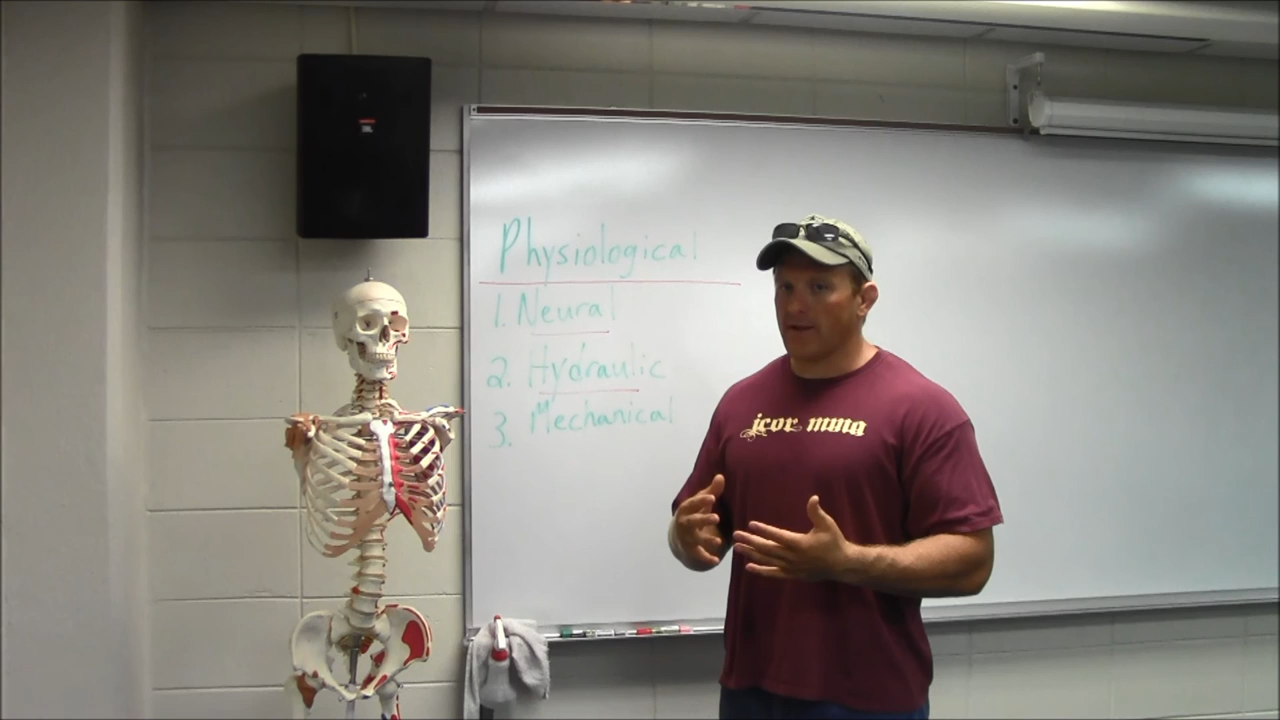 JBL
Physiological
1. Neural
2. Hydraulic
3. Mechanical
jcor mma